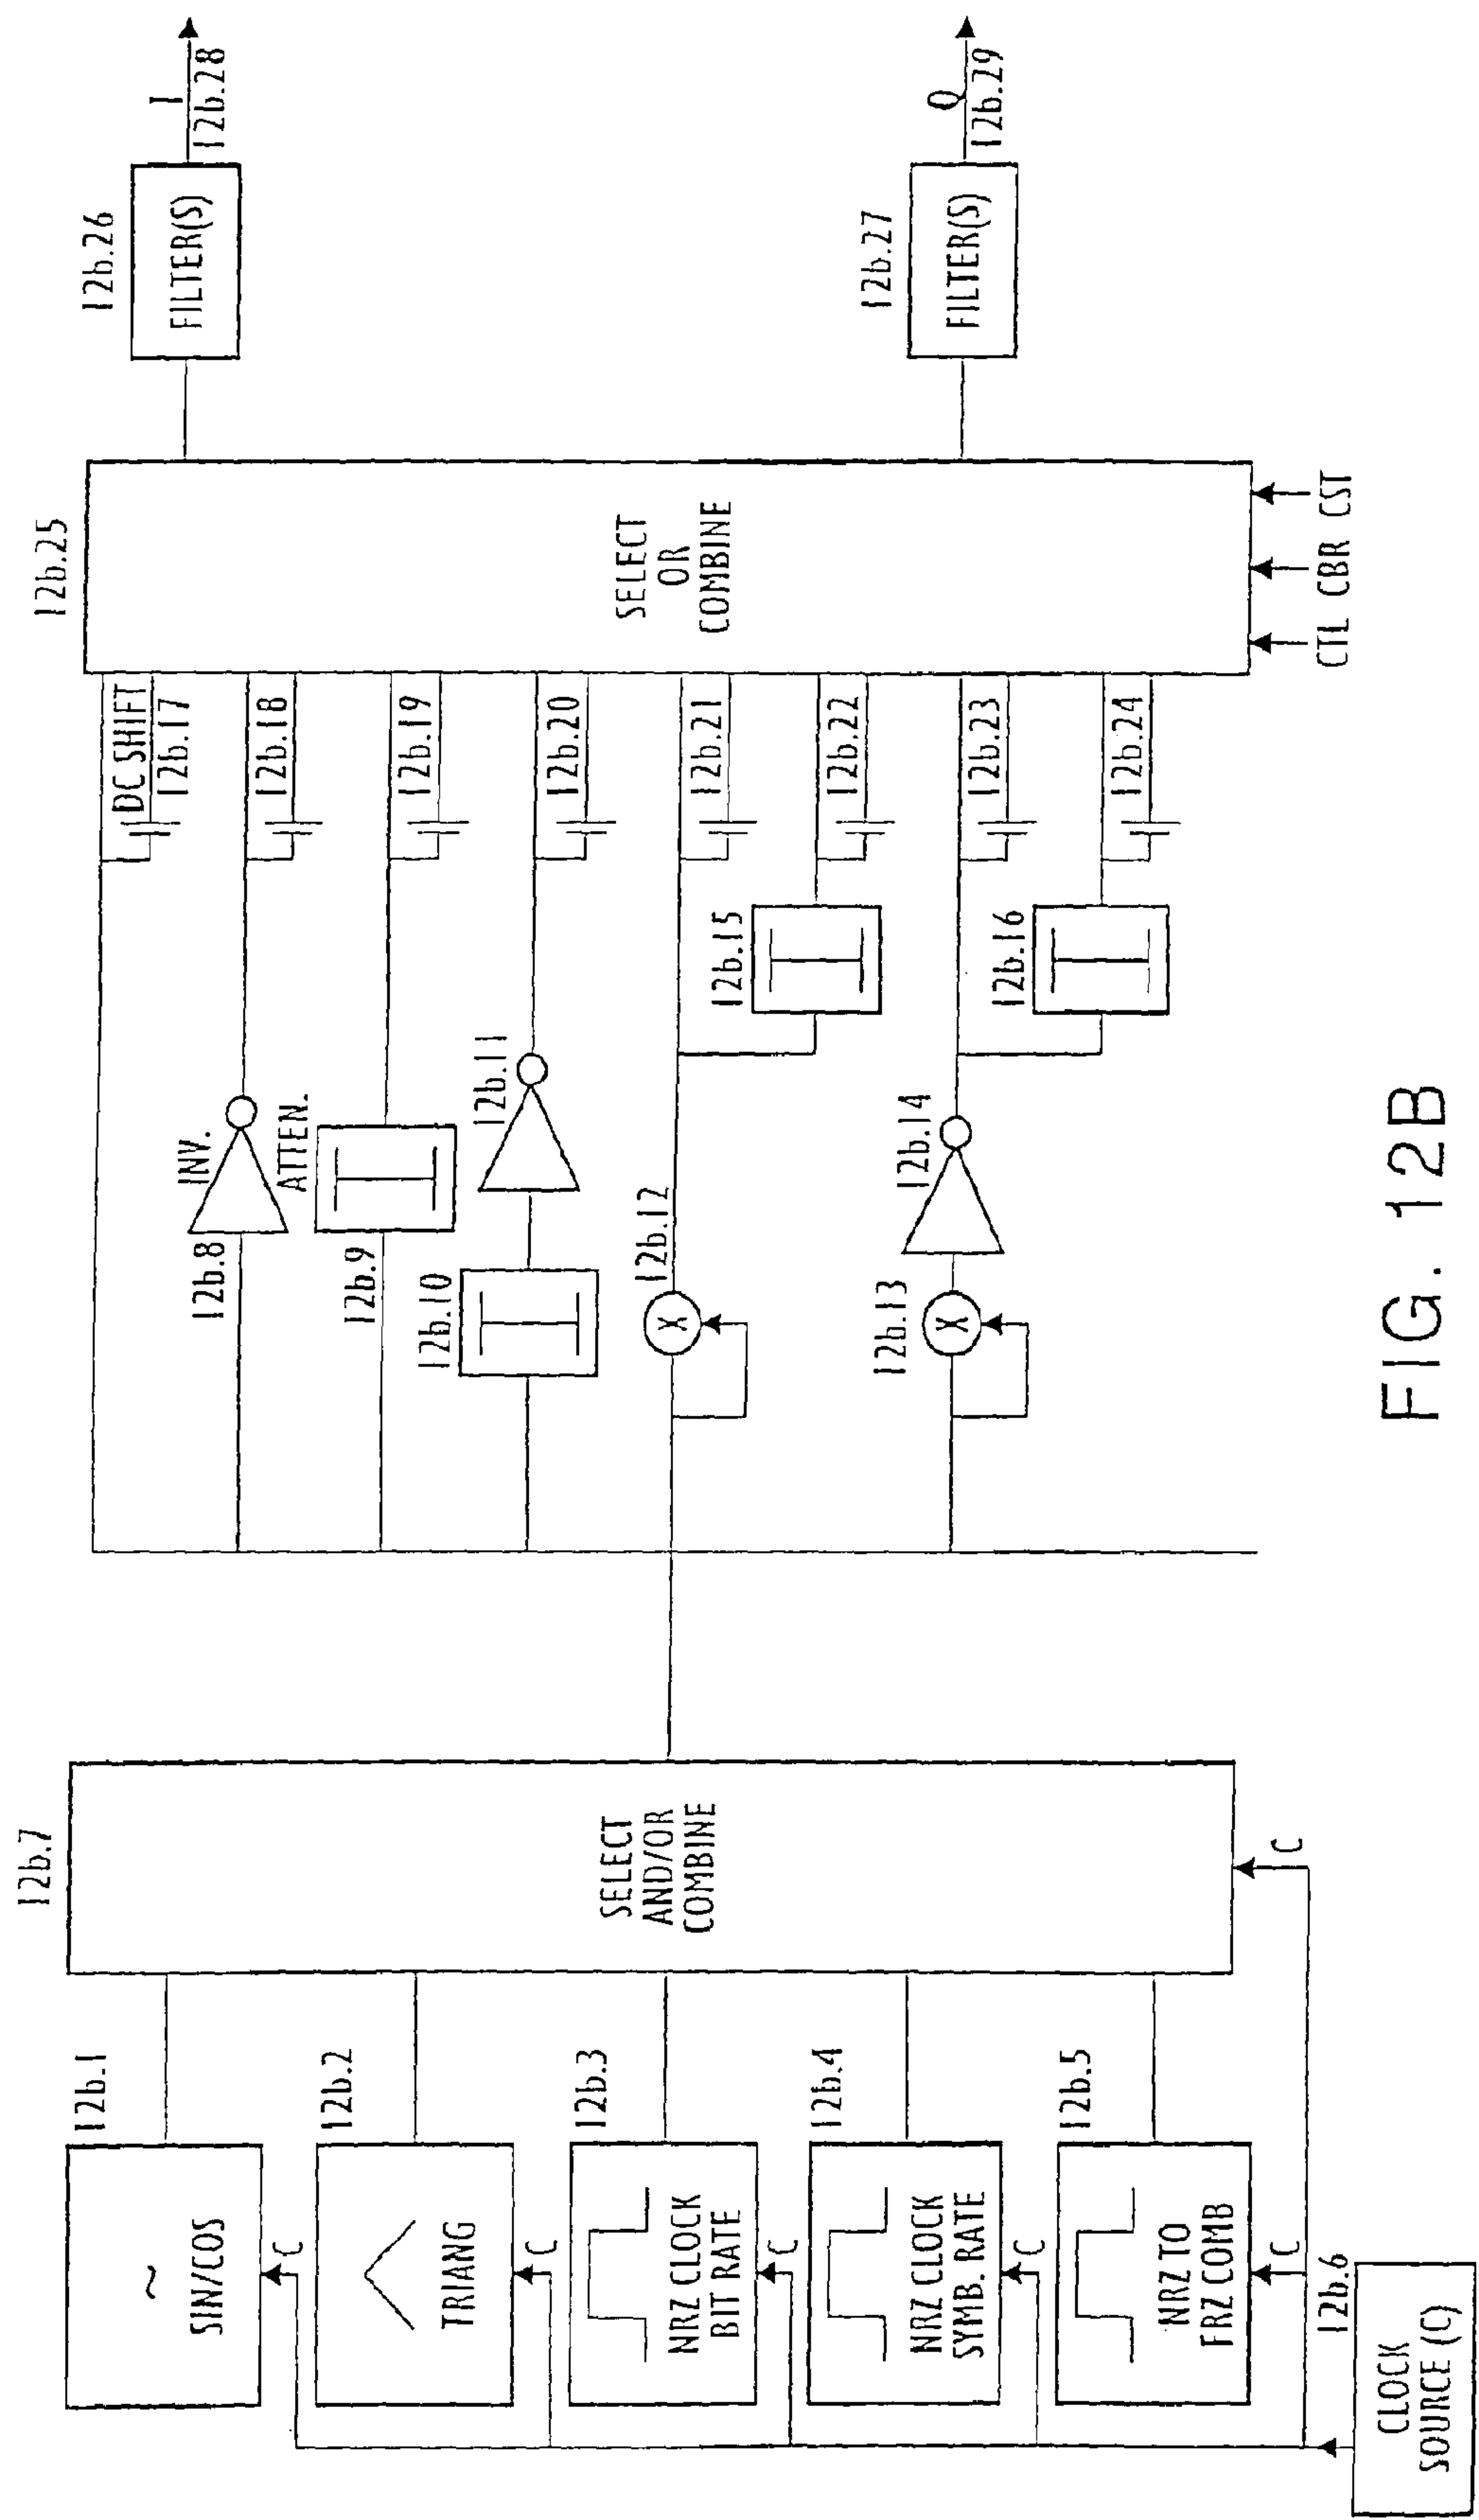 12b.1
~
SIN/COS
C
12b.2
TRIANG
C
12b.3
NRZ CLOCK
BIT RATE
C
12b.4
NRZ CLOCK
SYMB. RATE
C
12b.5
NRZ TO
FRZ COMB
C
12b.6
CLOCK
SOURCE (C)
12b.7
SELECT
AND/OR
COMBINE
C
INV.
12b.8
ATTEN.
12b.9
12b.10
12b.11
12b.12
X
12b.13
X
12b.14
12b.15
12b.16
DC SHIFT
12b.17
12b.18
12b.19
12b.20
12b.21
12b.22
12b.23
12b.24
12b.25
SELECT
OR
COMBINE
CTL CBR CST
12b.26
FILTER(S)
I
12b.28
12b.27
FILTER(S)
Q
12b.29
FIG. 12B